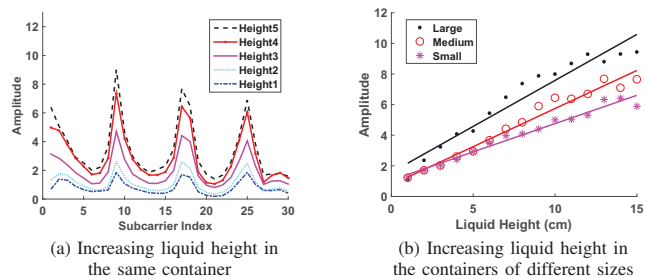 12
10
8
6
4
2
0
Amplitude
Height5
Height4
Height3
Height2
Height1
1 5 10 15 20 25 30
Subcarrier Index
(a) Increasing liquid height in
the same container
12
10
8
6
4
2
0
Amplitude
Large
Medium
Small
0 5 10 15
Liquid Height (cm)
(b) Increasing liquid height in
the containers of different sizes